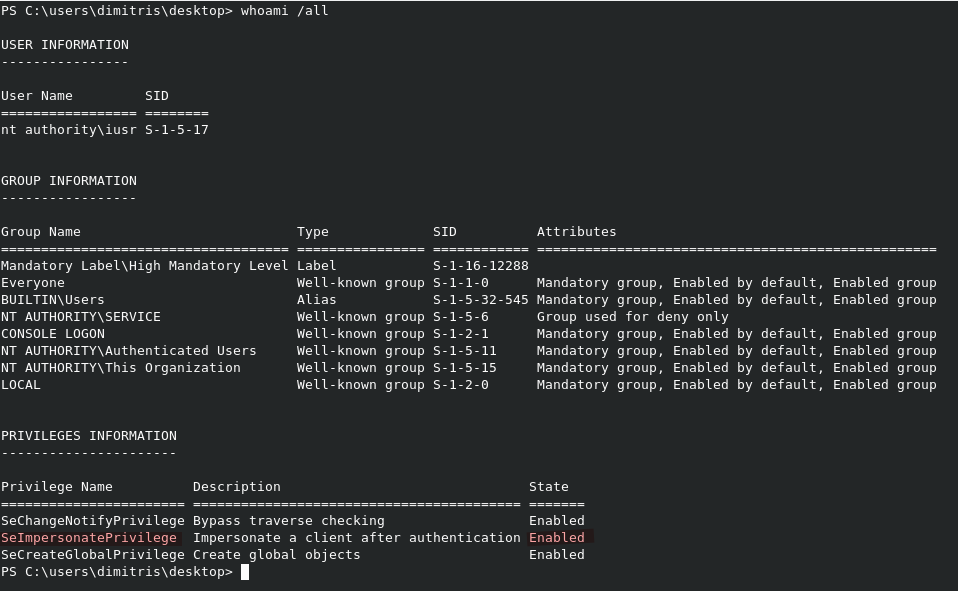 PS C:\users\dimitris\desktop> whoami /all
USER INFORMATION
----------------
User Name         SID
================= ========
nt authority\iusr S-1-5-17
GROUP INFORMATION
-----------------
Group Name                           Type             SID          Attributes
==================================== ================ ============ ==================================================
Mandatory Label\High Mandatory Level Label            S-1-16-12288
Everyone                             Well-known group S-1-1-0      Mandatory group, Enabled by default, Enabled group
BUILTIN\Users                        Alias            S-1-5-32-545 Mandatory group, Enabled by default, Enabled group
NT AUTHORITY\SERVICE                 Well-known group S-1-5-6      Group used for deny only
CONSOLE LOGON                        Well-known group S-1-2-1      Mandatory group, Enabled by default, Enabled group
NT AUTHORITY\Authenticated Users     Well-known group S-1-5-11     Mandatory group, Enabled by default, Enabled group
NT AUTHORITY\This Organization       Well-known group S-1-5-15     Mandatory group, Enabled by default, Enabled group
LOCAL                                Well-known group S-1-2-0      Mandatory group, Enabled by default, Enabled group
PRIVILEGES INFORMATION
----------------------
Privilege Name          Description                               State
======================= ========================================= =======
SeChangeNotifyPrivilege Bypass traverse checking                  Enabled
SeImpersonatePrivilege  Impersonate a client after authentication Enabled
SeCreateGlobalPrivilege Create global objects                     Enabled
PS C:\users\dimitris\desktop>